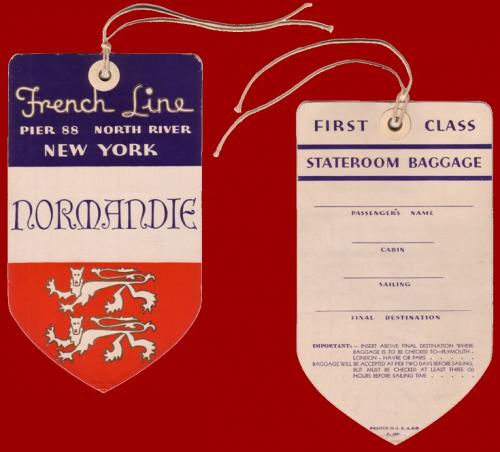 French Line
PIER 88 NORTH RIVER
NEW YORK
NORMANDIE
FIRST CLASS
STATEROOM BAGGAGE
PASSENGER'S NAME
CABIN
SAILING
FINAL DESTINATION
IMPORTANT: — INSERT ABOVE FINAL DESTINATION WHERE
BAGGAGE IS TO BE CHECKED TO—PLYMOUTH -
LONDON - HAVRE OR PARIS . . . . .
BAGGAGE WILL BE ACCEPTED AT PIER TWO DAYS BEFORE SAILING,
BUT MUST BE CHECKED AT LEAST THREE (3)
HOURS BEFORE SAILING TIME . . . . .
PRINTED IN U. S. A.